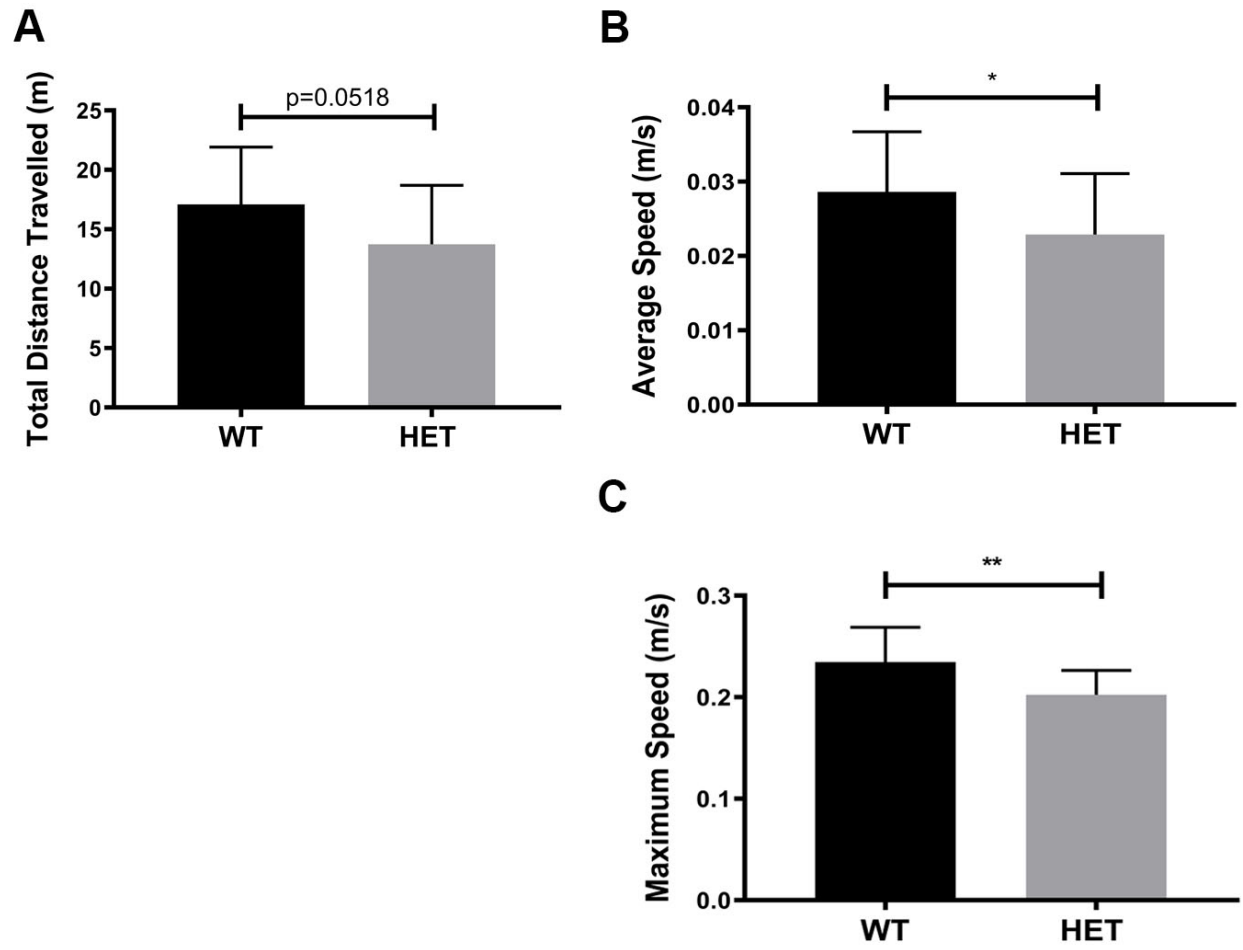 A
Total Distance Travelled (m)
25
20
15
10
5
0
p=0.0518
WT
HET
B
Average Speed (m/s)
0.04
0.03
0.02
0.01
0.00
*
WT
HET
C
Maximum Speed (m/s)
0.3
0.2
0.1
0.0
**
WT
HET